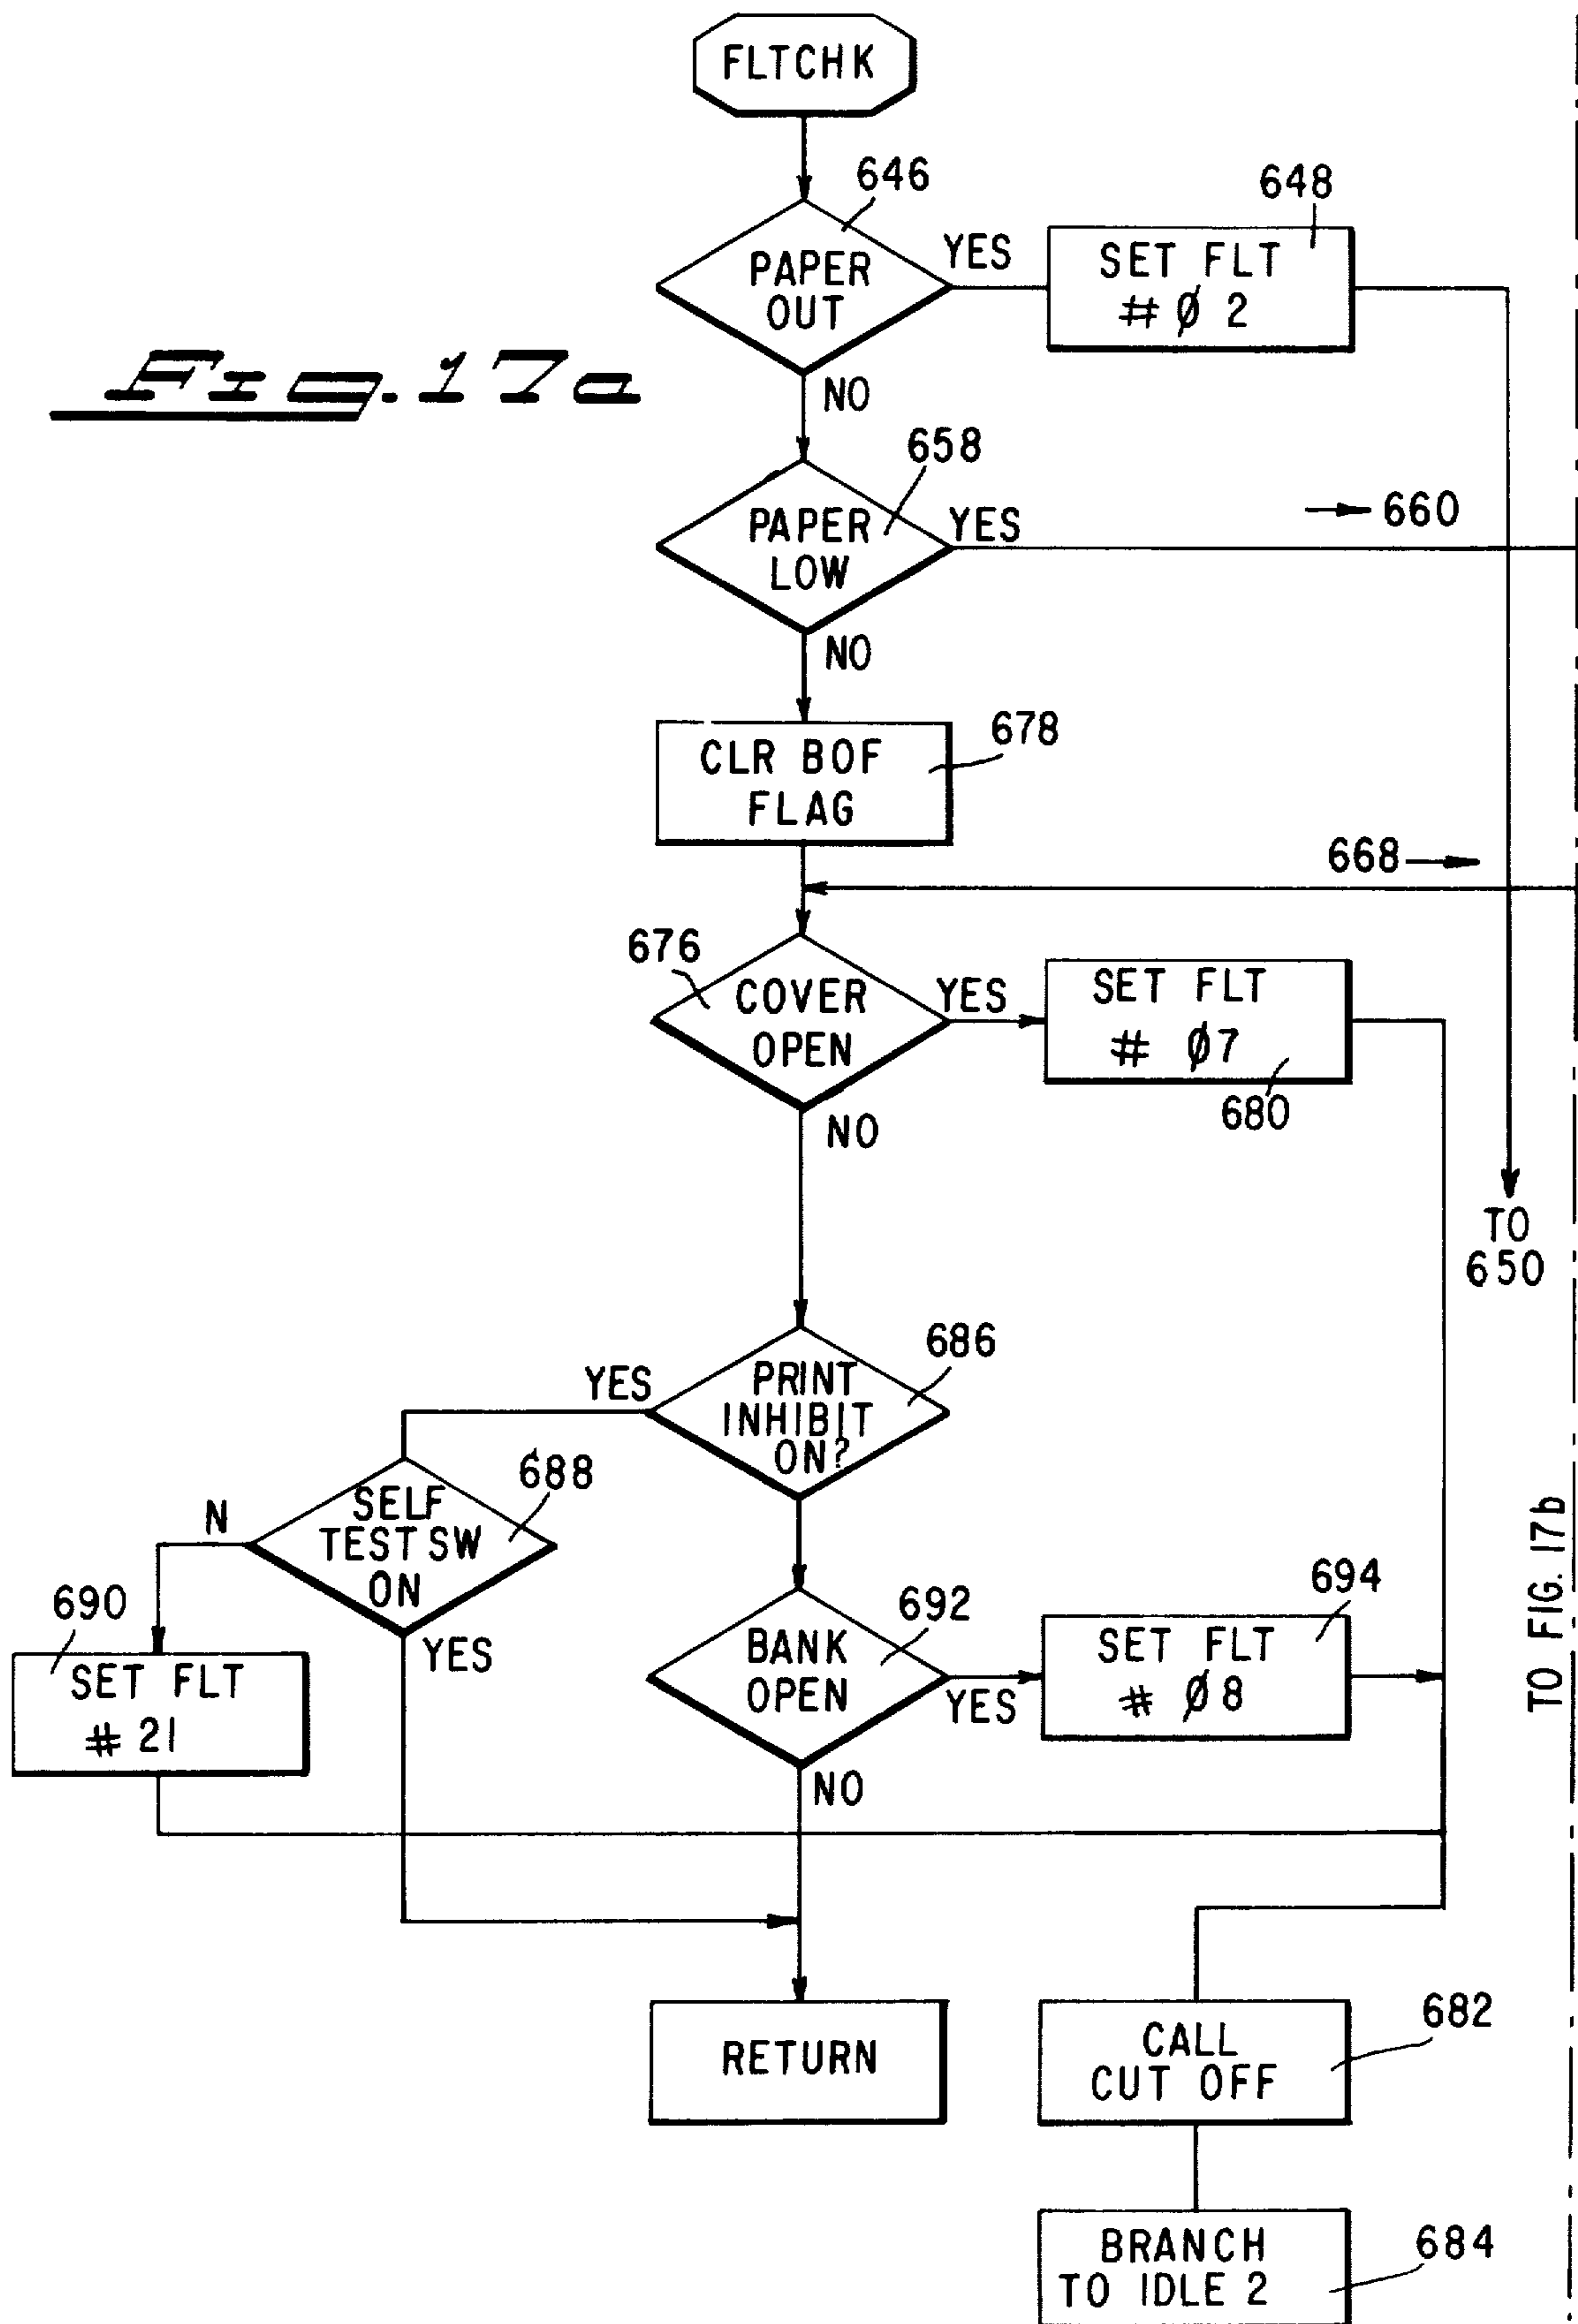 FLTCHK
646
648
PAPER
OUT
YES
SET FLT
# Ø 2
Fig. 17a
NO
658
PAPER
LOW
YES
→ 660
NO
CLR BOF
FLAG
678
668 →
676
COVER
OPEN
YES
SET FLT
# Ø7
680
NO
TO
650
686
YES
PRINT
INHIBIT
ON?
688
N
SELF
TEST SW
ON
690
YES
SET FLT
# 21
692
BANK
OPEN
YES
694
SET FLT
# Ø8
NO
TO FIG. 17b
RETURN
682
CALL
CUT OFF
BRANCH
TO IDLE 2
684